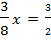 3/8 x = 3/2